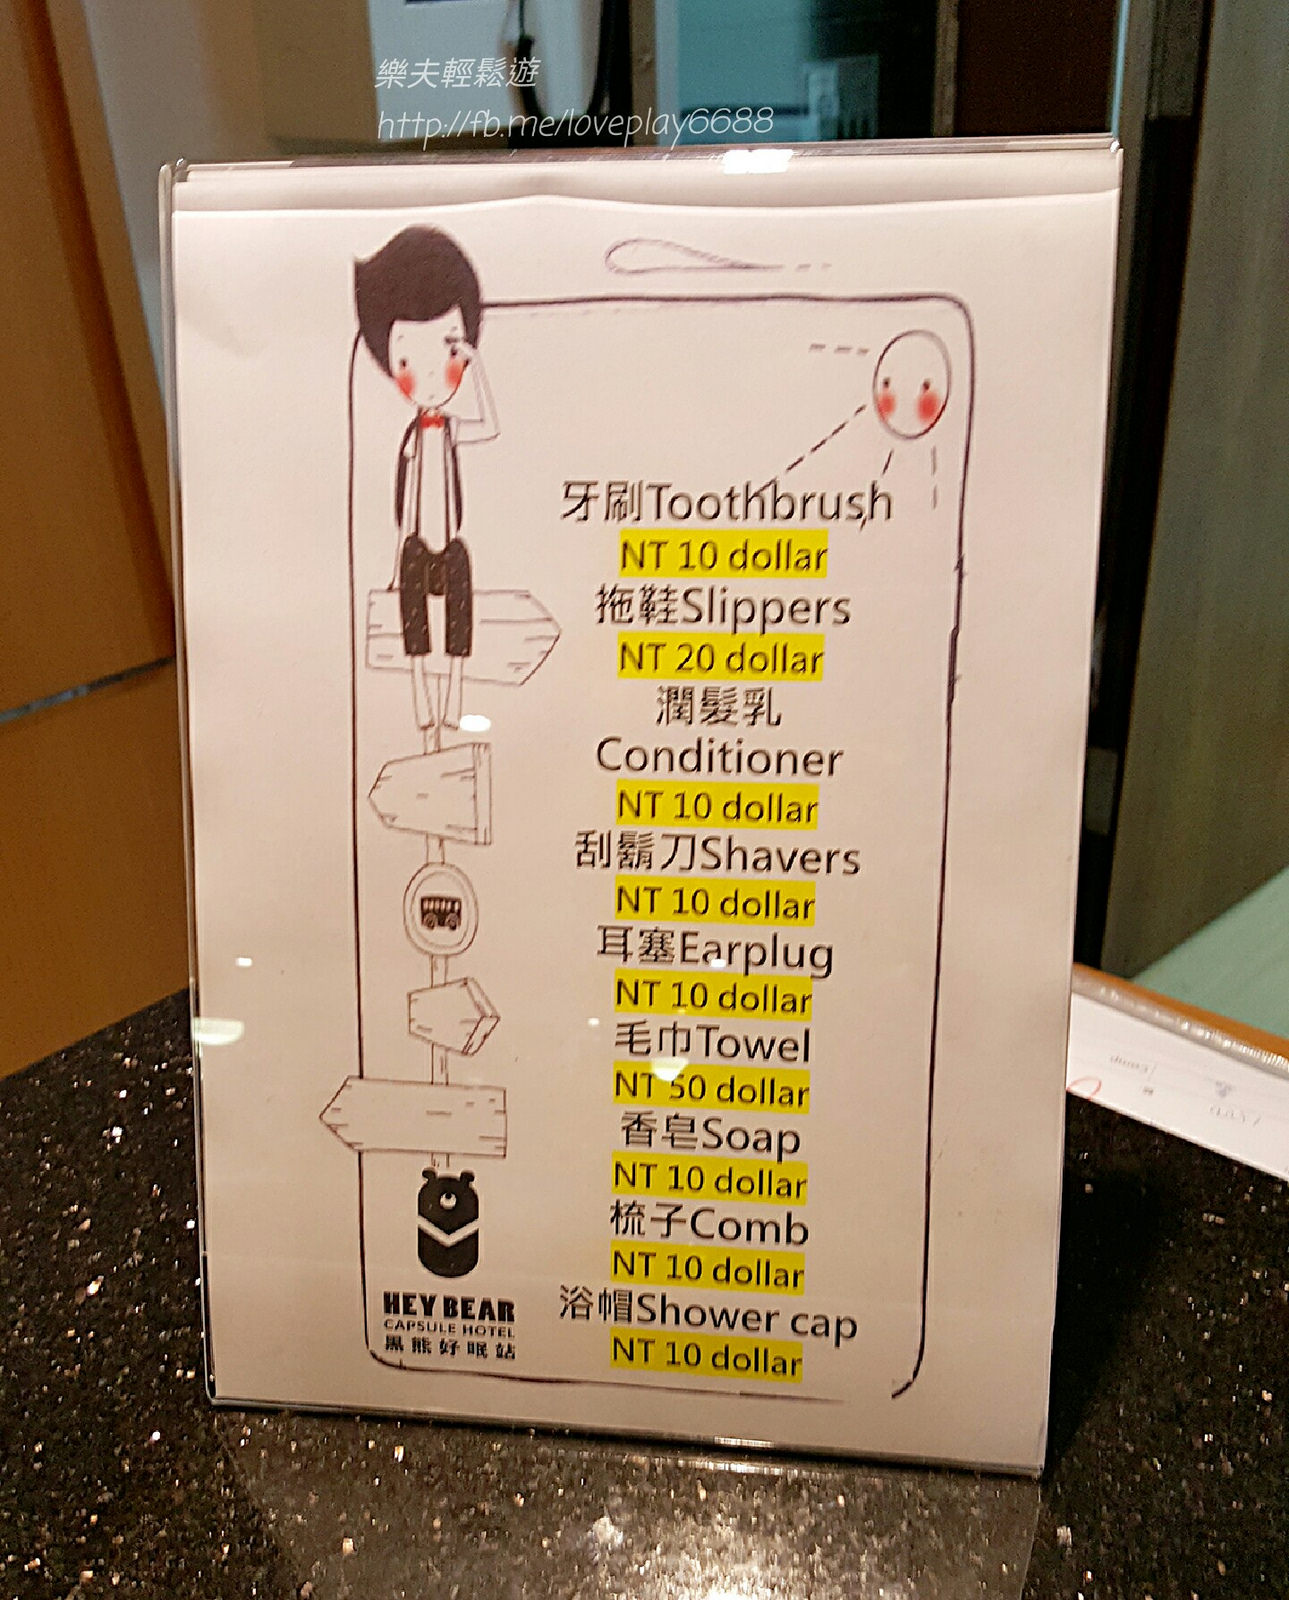 樂夫輕鬆遊
http://fb.me/loveplay6688
牙刷Toothbrush
NT 10 dollar
拖鞋Slippers
NT 20 dollar
潤髮乳
Conditioner
NT 10 dollar
刮鬍刀Shavers
NT 10 dollar
耳塞Earplug
NT 10 dollar
毛巾Towel
NT 50 dollar
香皂Soap
NT 10 dollar
梳子Comb
NT 10 dollar
浴帽Shower cap
NT 10 dollar
HEY BEAR
CAPSULE HOTEL
黑熊好眠站